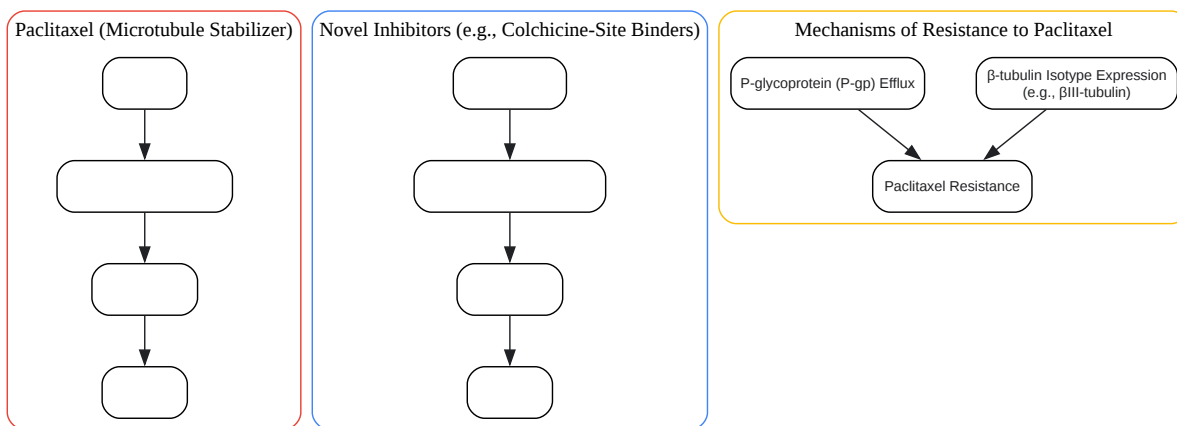 Paclitaxel (Microtubule Stabilizer)
Novel Inhibitors (e.g., Colchicine-Site Binders)
Mechanisms of Resistance to Paclitaxel
P-glycoprotein (P-gp) Efflux
β-tubulin Isotype Expression
(e.g., βIII-tubulin)
Paclitaxel Resistance